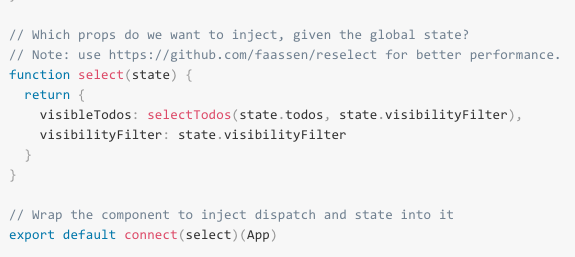 // Which props do we want to inject, given the global state?
// Note: use https://github.com/faassen/reselect for better performance.
function select(state) {
  return {
    visibleTodos: selectTodos(state.todos, state.visibilityFilter),
    visibilityFilter: state.visibilityFilter
  }
}

// Wrap the component to inject dispatch and state into it
export default connect(select)(App)